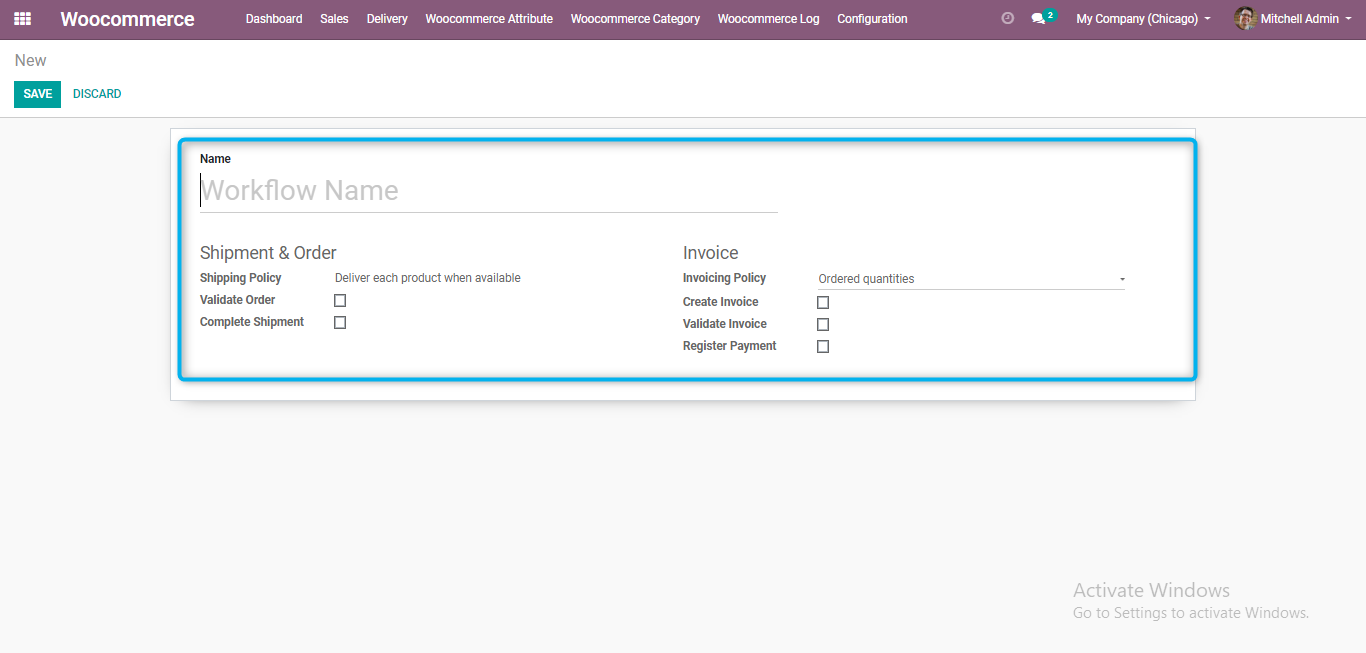 Woocommerce Dashboard Sales Delivery Woocommerce Attribute Woocommerce Category Woocommerce Log Configuration 2 My Company (Chicago) Mitchell Admin
New
SAVE DISCARD
Name
Workflow Name
Shipment & Order
Shipping Policy Deliver each product when available
Validate Order
Complete Shipment
Invoice
Invoicing Policy Ordered quantities
Create Invoice
Validate Invoice
Register Payment
Activate Windows
Go to Settings to activate Windows.